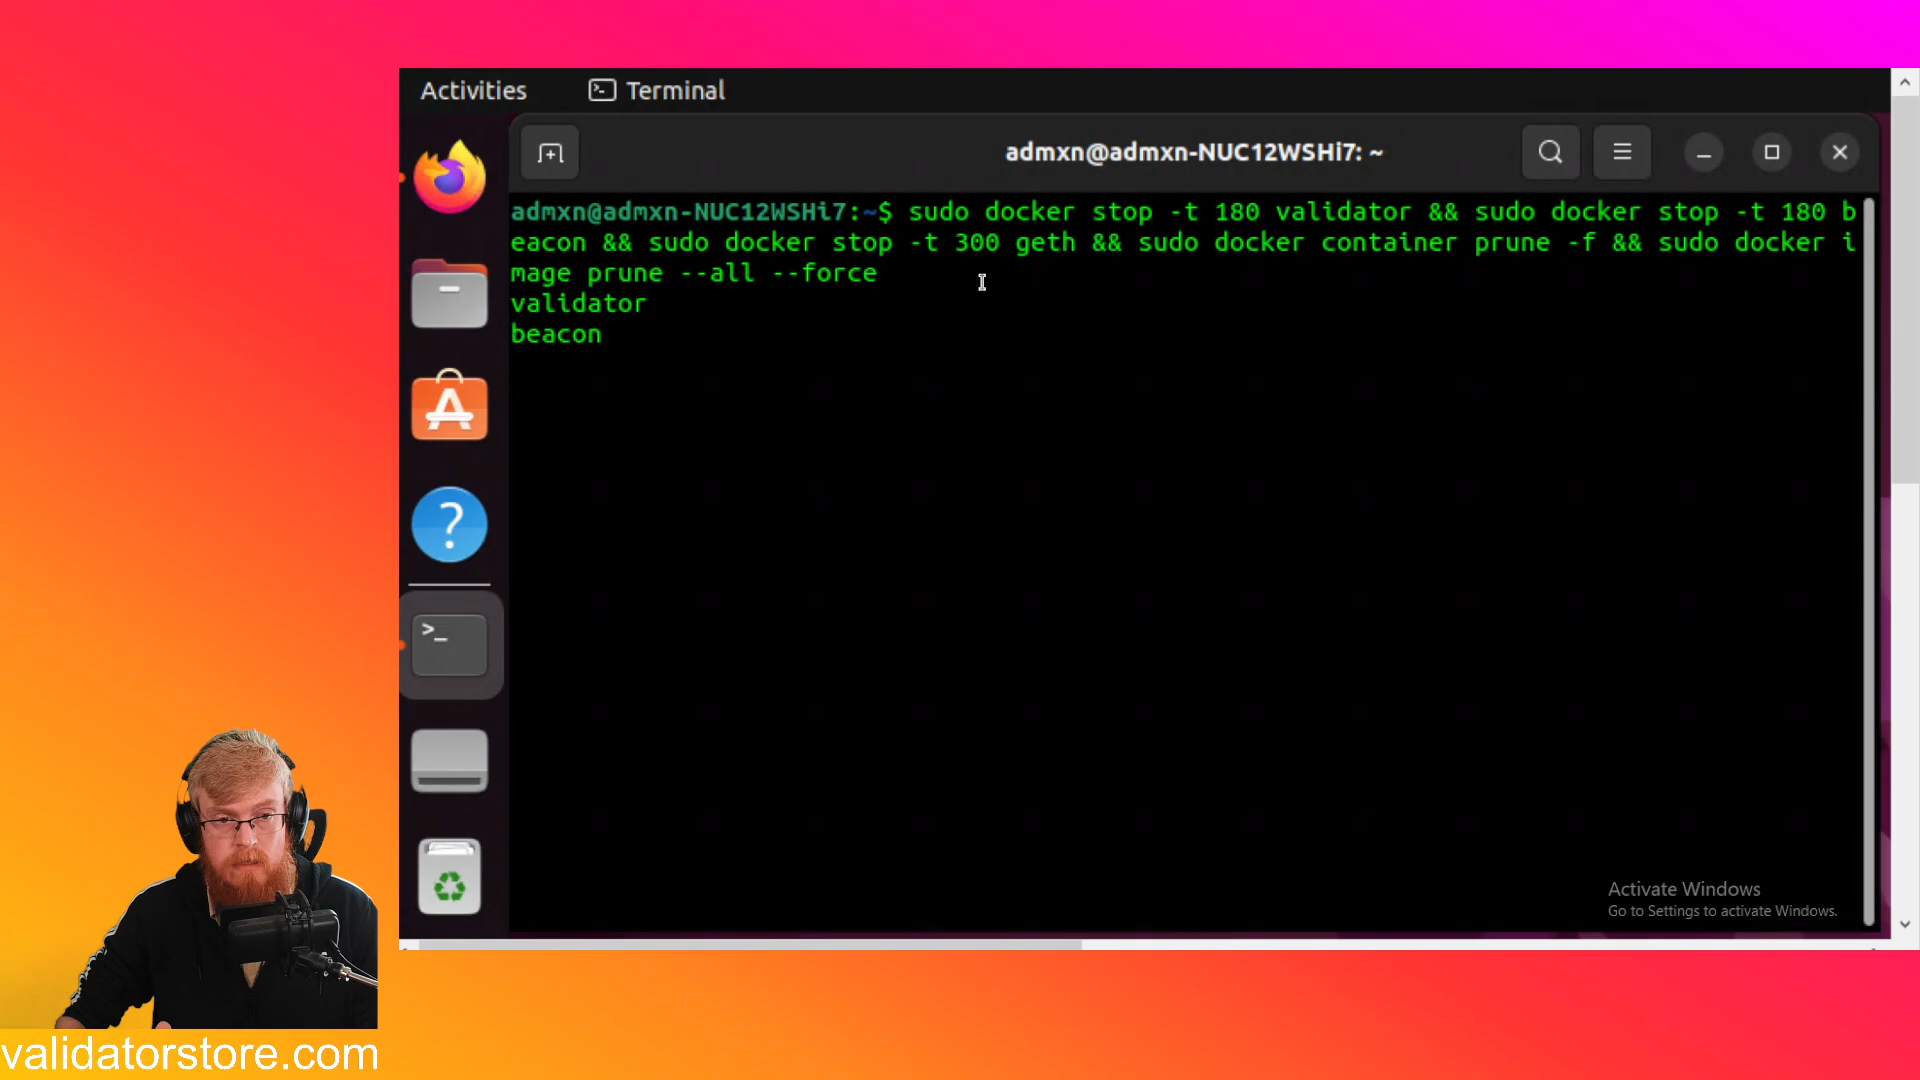 Activities
Terminal
admxn@admxn-NUC12WSHi7: ~
admxn@admxn-NUC12WSHi7:~$ sudo docker stop -t 180 validator && sudo docker stop -t 180 b
eacon && sudo docker stop -t 300 geth && sudo docker container prune -f && sudo docker i
mage prune --all --force
validator
beacon
Activate Windows
Go to Settings to activate Windows.
validatorstore.com